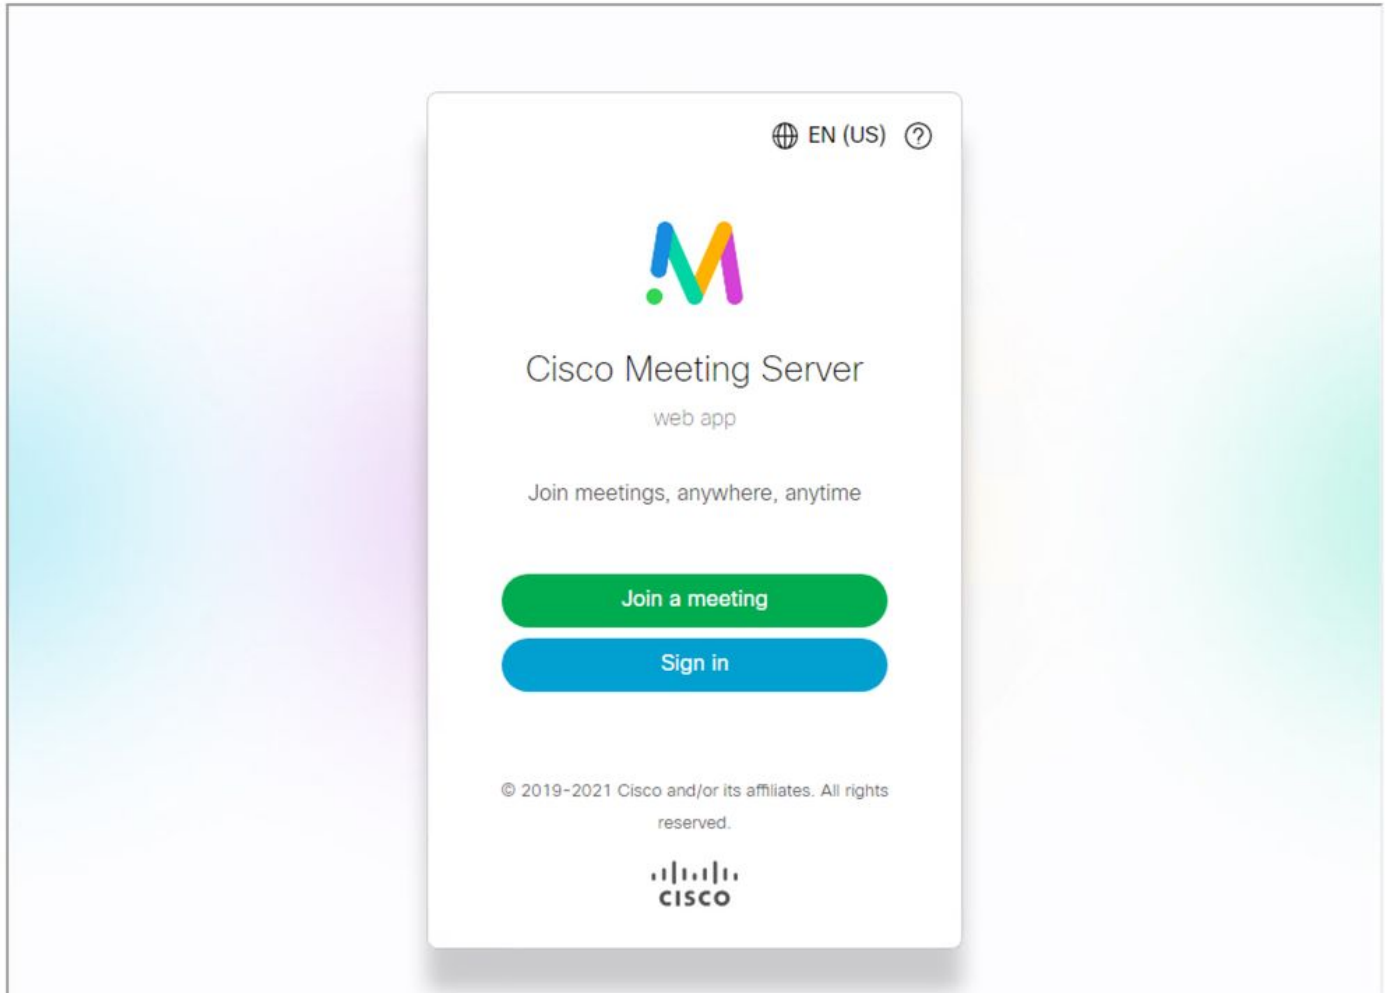 EN (US)
Cisco Meeting Server
web app
Join meetings, anywhere, anytime
Join a meeting
Sign in
© 2019-2021 Cisco and/or its affiliates. All rights
reserved.
CISCO